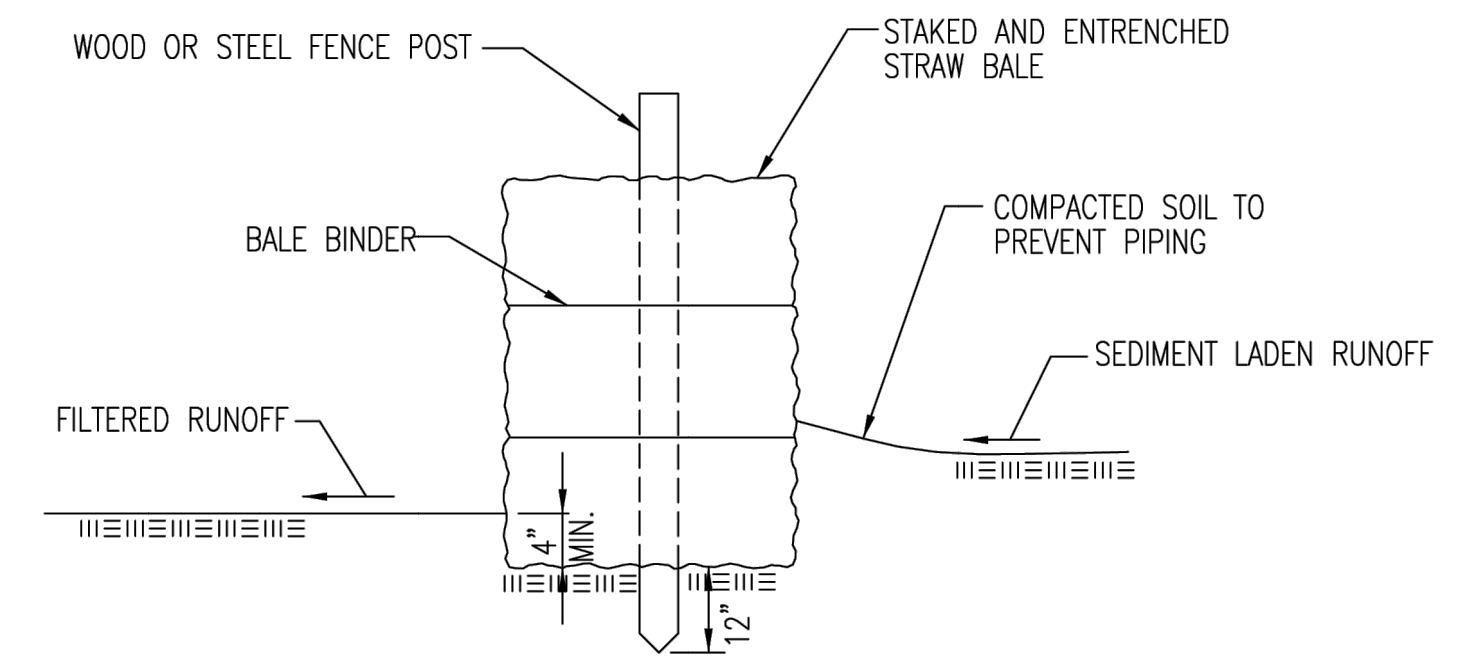 WOOD OR STEEL FENCE POST
STAKED AND ENTRENCHED
STRAW BALE
BALE BINDER
COMPACTED SOIL TO
PREVENT PIPING
SEDIMENT LADEN RUNOFF
FILTERED RUNOFF
4"
MIN.
12"